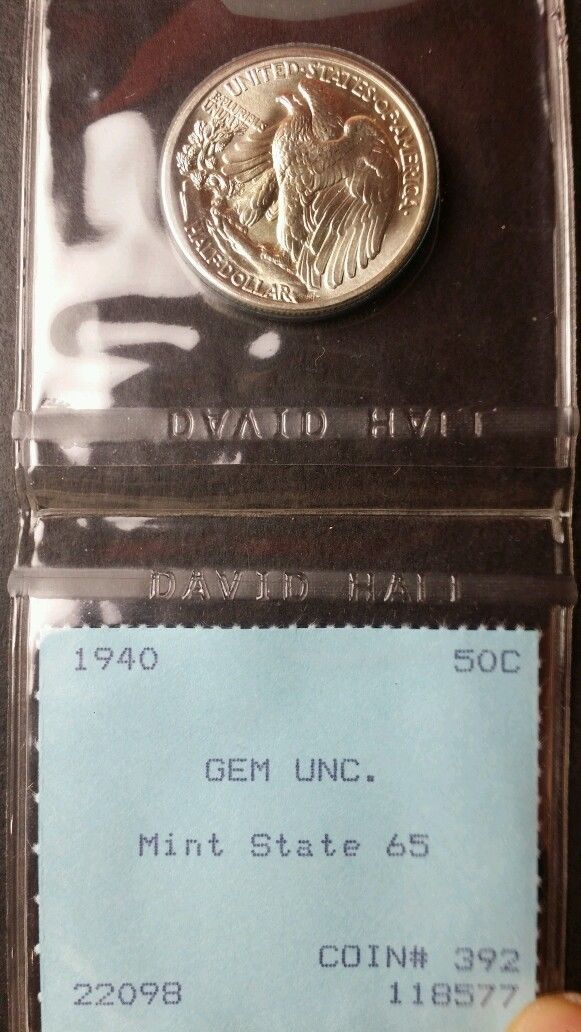 UNITED·STATES·OF·AMERICA·
E PLURIBUS
UNUM
HALF·DOLLAR
DAVID HALL
DAVID HALL
1940 50C
GEM UNC.
Mint State 65
COIN# 392
22098 118577